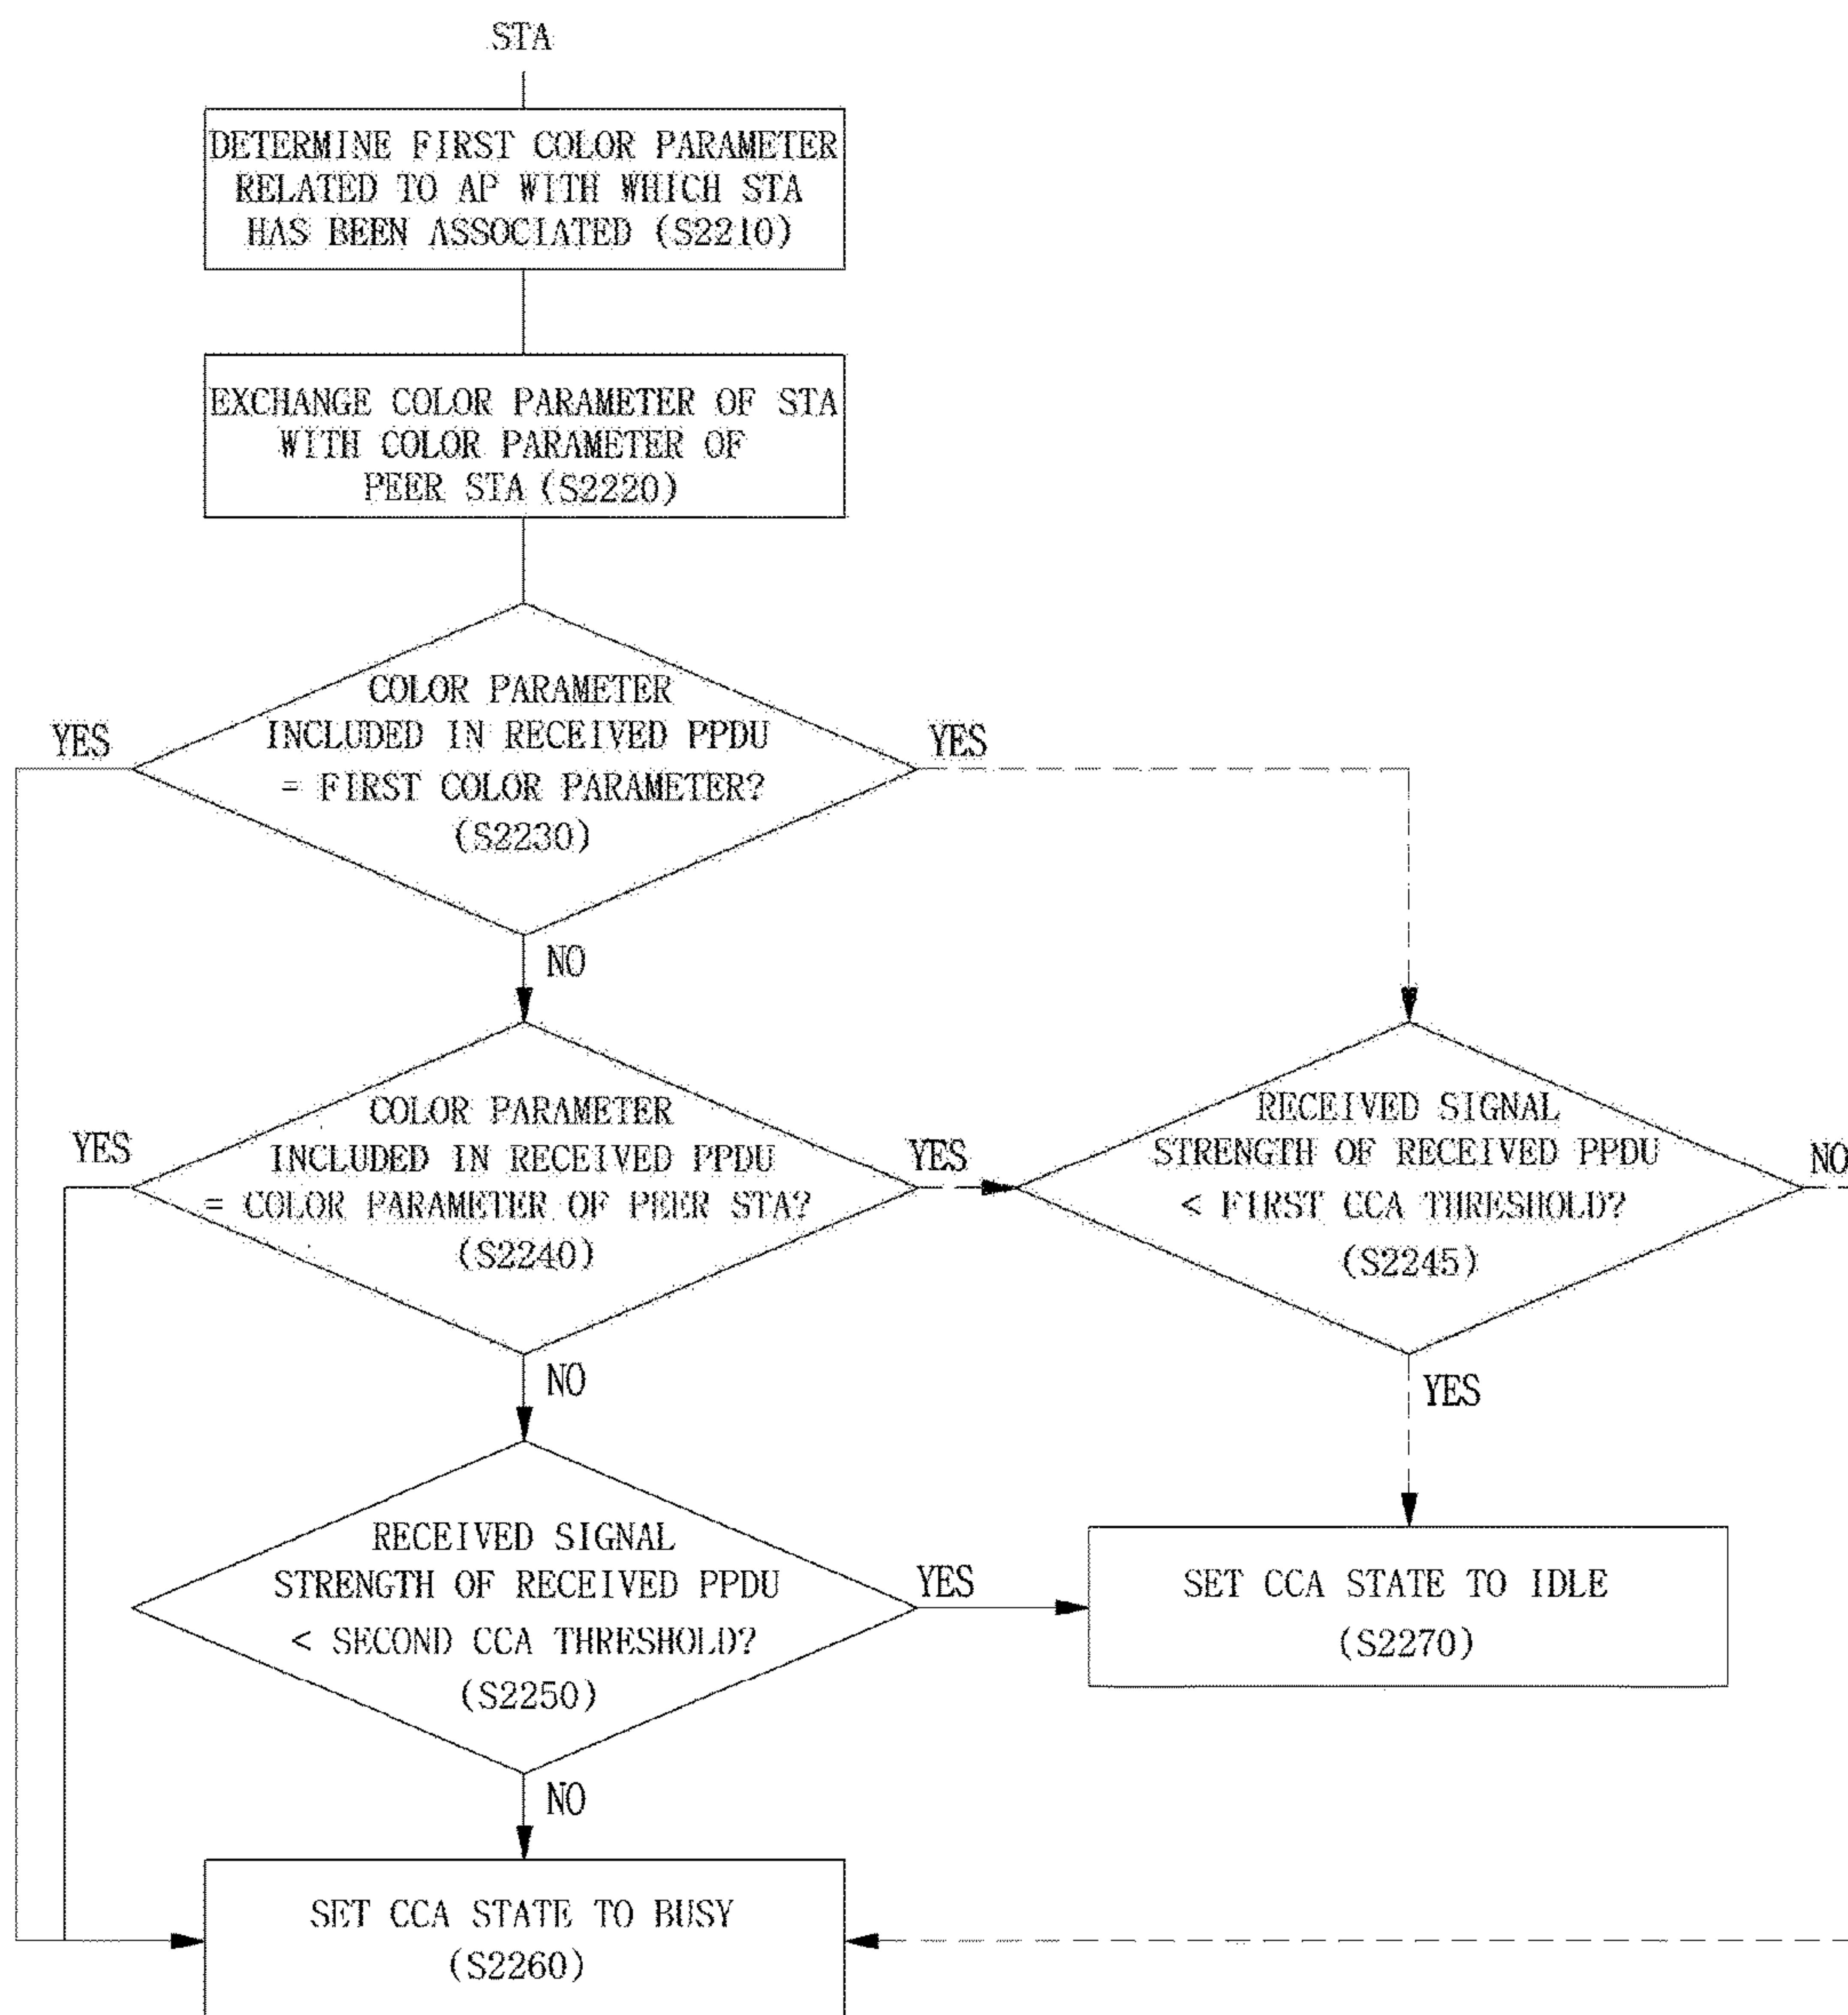 STA
DETERMINE FIRST COLOR PARAMETER
RELATED TO AP WITH WHICH STA
HAS BEEN ASSOCIATED (S2210)
EXCHANGE COLOR PARAMETER OF STA
WITH COLOR PARAMETER OF
PEER STA (S2220)
COLOR PARAMETER
INCLUDED IN RECEIVED PPDU
= FIRST COLOR PARAMETER?
(S2230)
YES
YES
NO
COLOR PARAMETER
INCLUDED IN RECEIVED PPDU
= COLOR PARAMETER OF PEER STA?
(S2240)
YES
YES
NO
RECEIVED SIGNAL
STRENGTH OF RECEIVED PPDU
< FIRST CCA THRESHOLD?
(S2245)
NO
YES
RECEIVED SIGNAL
STRENGTH OF RECEIVED PPDU
< SECOND CCA THRESHOLD?
(S2250)
YES
NO
SET CCA STATE TO IDLE
(S2270)
SET CCA STATE TO BUSY
(S2260)